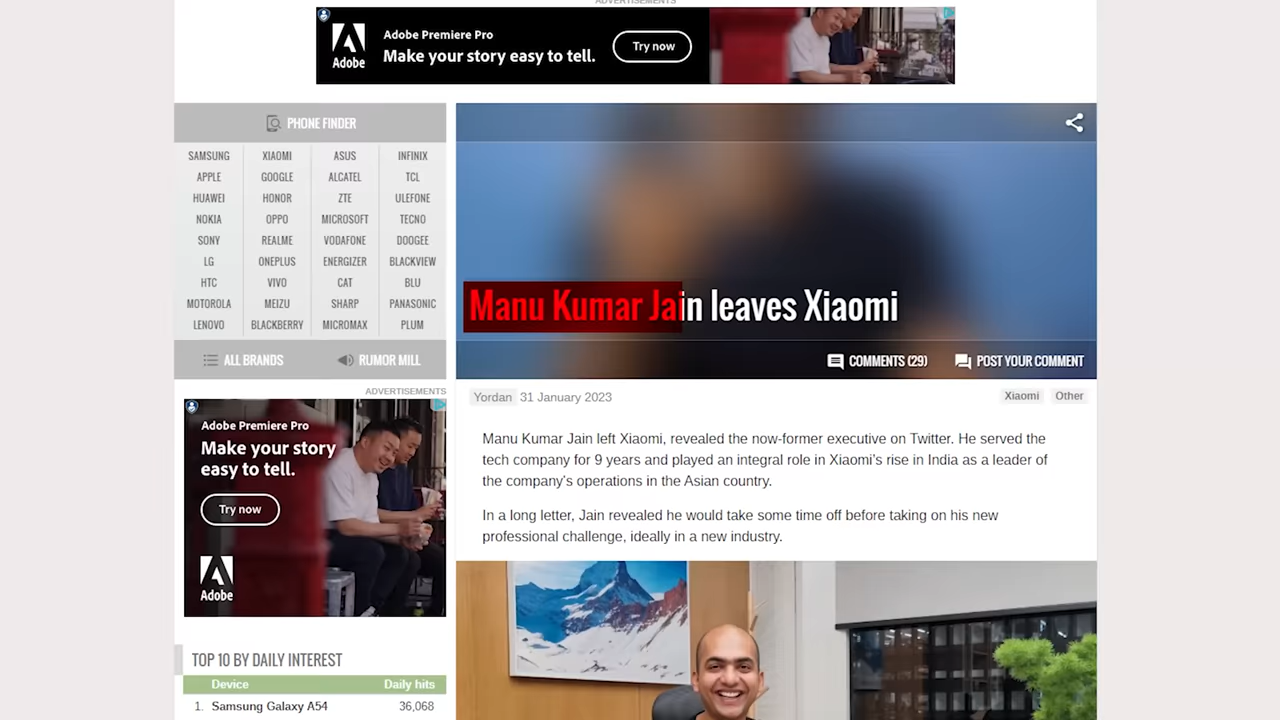 ADVERTISEMENTS
Adobe
Adobe Premiere Pro
Make your story easy to tell.
Try now
PHONE FINDER
SAMSUNG XIAOMI ASUS INFINIX
APPLE GOOGLE ALCATEL TCL
HUAWEI HONOR ZTE ULEFONE
NOKIA OPPO MICROSOFT TECNO
SONY REALME VODAFONE DOOGEE
LG ONEPLUS ENERGIZER BLACKVIEW
HTC VIVO CAT BLU
MOTOROLA MEIZU SHARP PANASONIC
LENOVO BLACKBERRY MICROMAX PLUM
ALL BRANDS RUMOR MILL
ADVERTISEMENTS
Adobe Premiere Pro
Make your story
easy to tell.
Try now
Adobe
TOP 10 BY DAILY INTEREST
Device Daily hits
1. Samsung Galaxy A54 36,068
Manu Kumar Jain leaves Xiaomi
COMMENTS (29) POST YOUR COMMENT
Yordan 31 January 2023 Xiaomi Other
Manu Kumar Jain left Xiaomi, revealed the now-former executive on Twitter. He served the
tech company for 9 years and played an integral role in Xiaomi's rise in India as a leader of
the company's operations in the Asian country.
In a long letter, Jain revealed he would take some time off before taking on his new
professional challenge, ideally in a new industry.